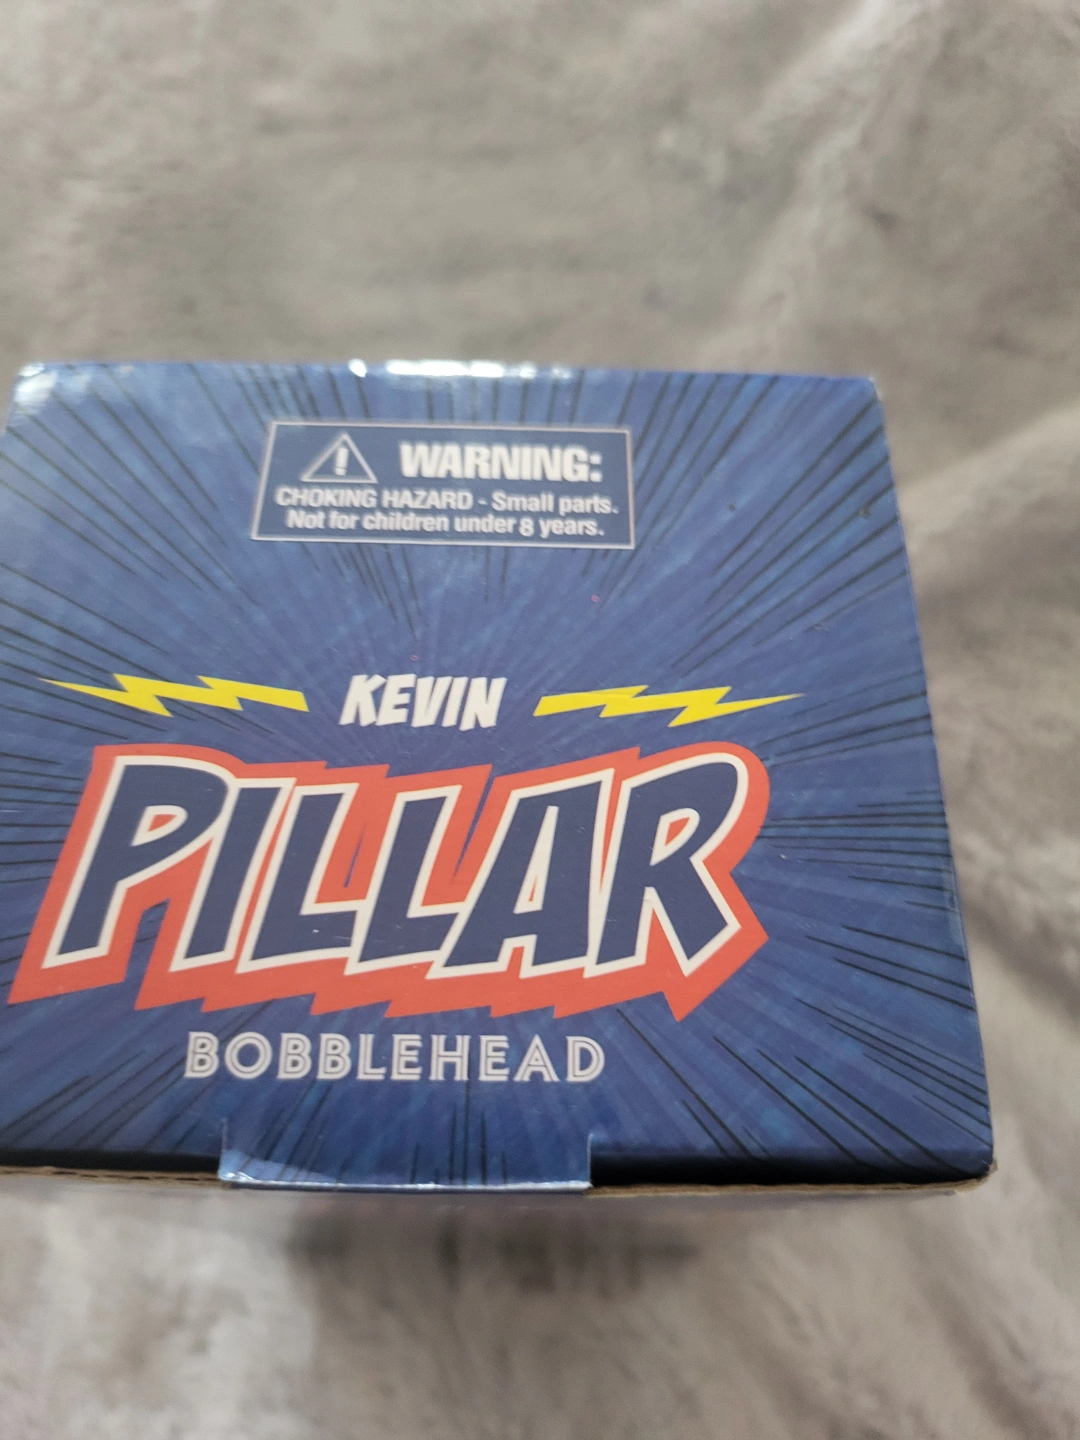 WARNING:
CHOKING HAZARD - Small parts.
Not for children under 8 years.
KEVIN
PILLAR
BOBBLEHEAD